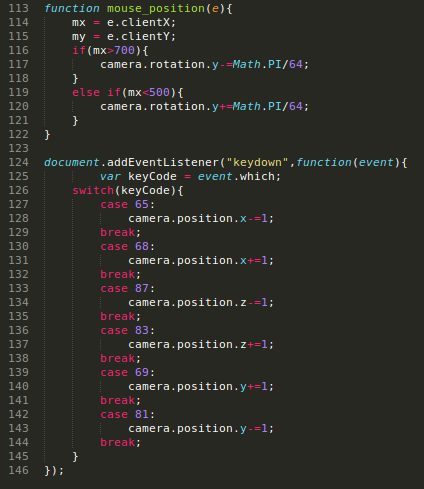 113 function mouse_position(e){
114     mx = e.clientX;
115     my = e.clientY;
116     if(mx>700){
117         camera.rotation.y-=Math.PI/64;
118     }
119     else if(mx<500){
120         camera.rotation.y+=Math.PI/64;
121     }
122 }
123
124 document.addEventListener("keydown",function(event){
125         var keyCode = event.which;
126     switch(keyCode){
127         case 65:
128             camera.position.x-=1;
129         break;
130         case 68:
131             camera.position.x+=1;
132         break;
133         case 87:
134             camera.position.z-=1;
135         break;
136         case 83:
137             camera.position.z+=1;
138         break;
139         case 69:
140             camera.position.y+=1;
141         break;
142         case 81:
143             camera.position.y-=1;
144         break;
145     }
146 });